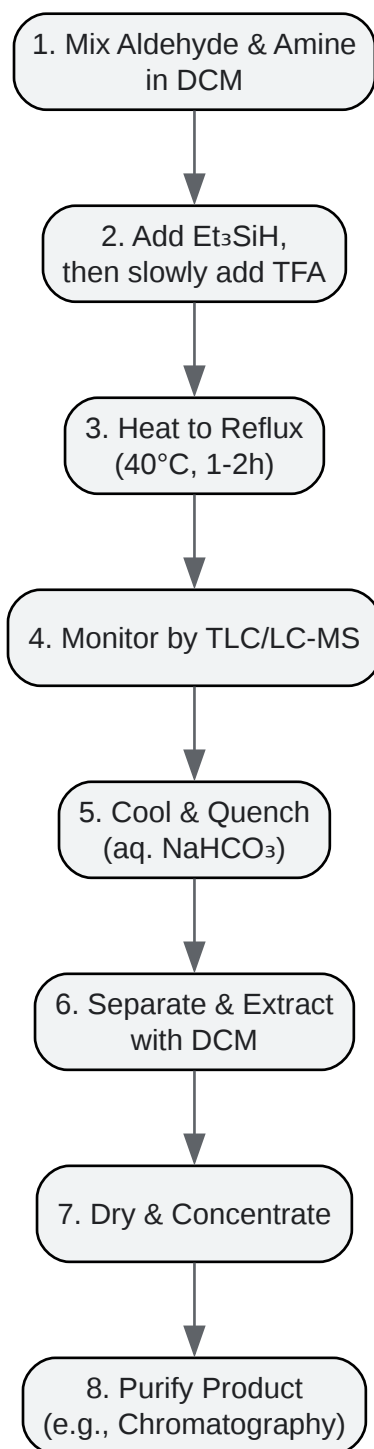 1. Mix Aldehyde & Amine
in DCM
2. Add Et₃SiH,
then slowly add TFA
3. Heat to Reflux
(40°C, 1-2h)
4. Monitor by TLC/LC-MS
5. Cool & Quench
(aq. NaHCO₃)
6. Separate & Extract
with DCM
7. Dry & Concentrate
8. Purify Product
(e.g., Chromatography)